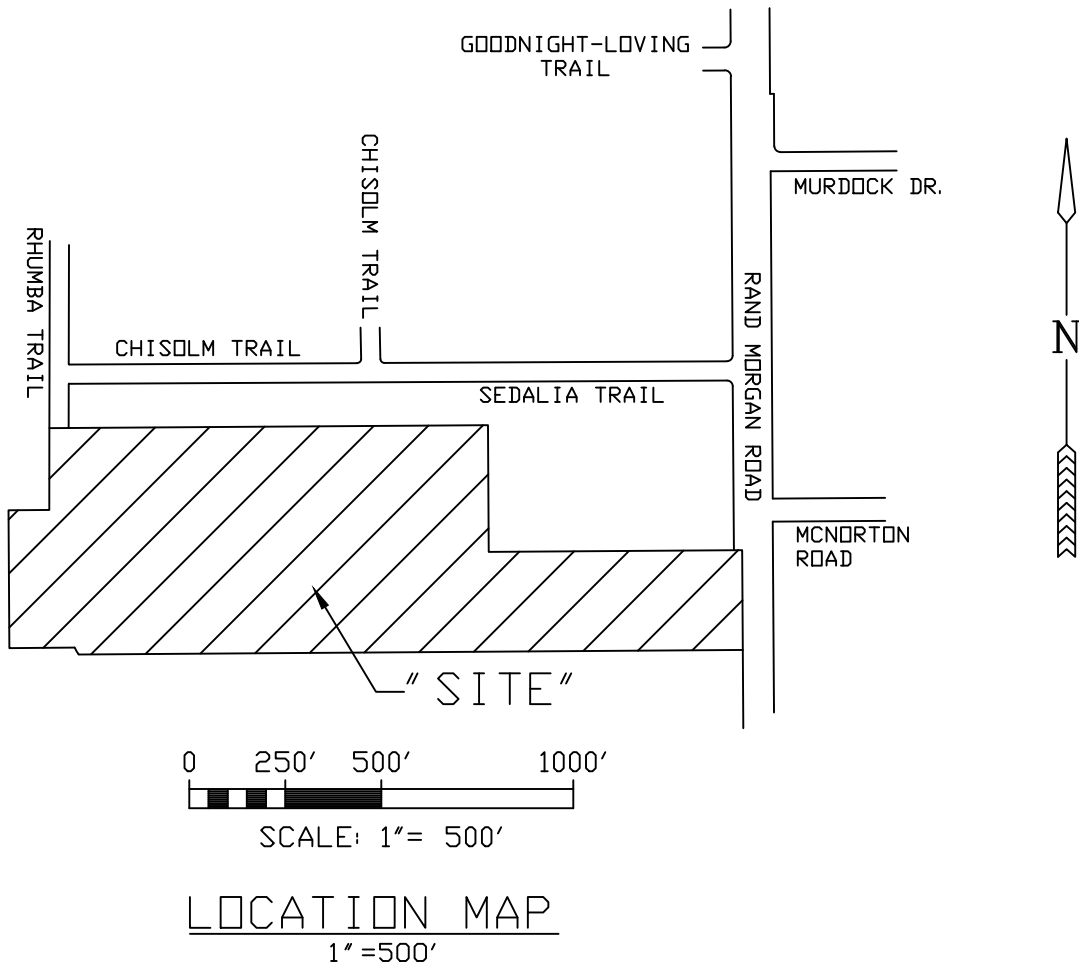 GOODNIGHT-LOVING
TRAIL
CHISOLM TRAIL
MURDOCK DR.
RHUMBA TRAIL
RAND MORGAN ROAD
N
CHISOLM TRAIL
SEDALIA TRAIL
MCNORTON
ROAD
"SITE"
0 250' 500' 1000'
SCALE: 1"= 500'
LOCATION MAP
1"=500'